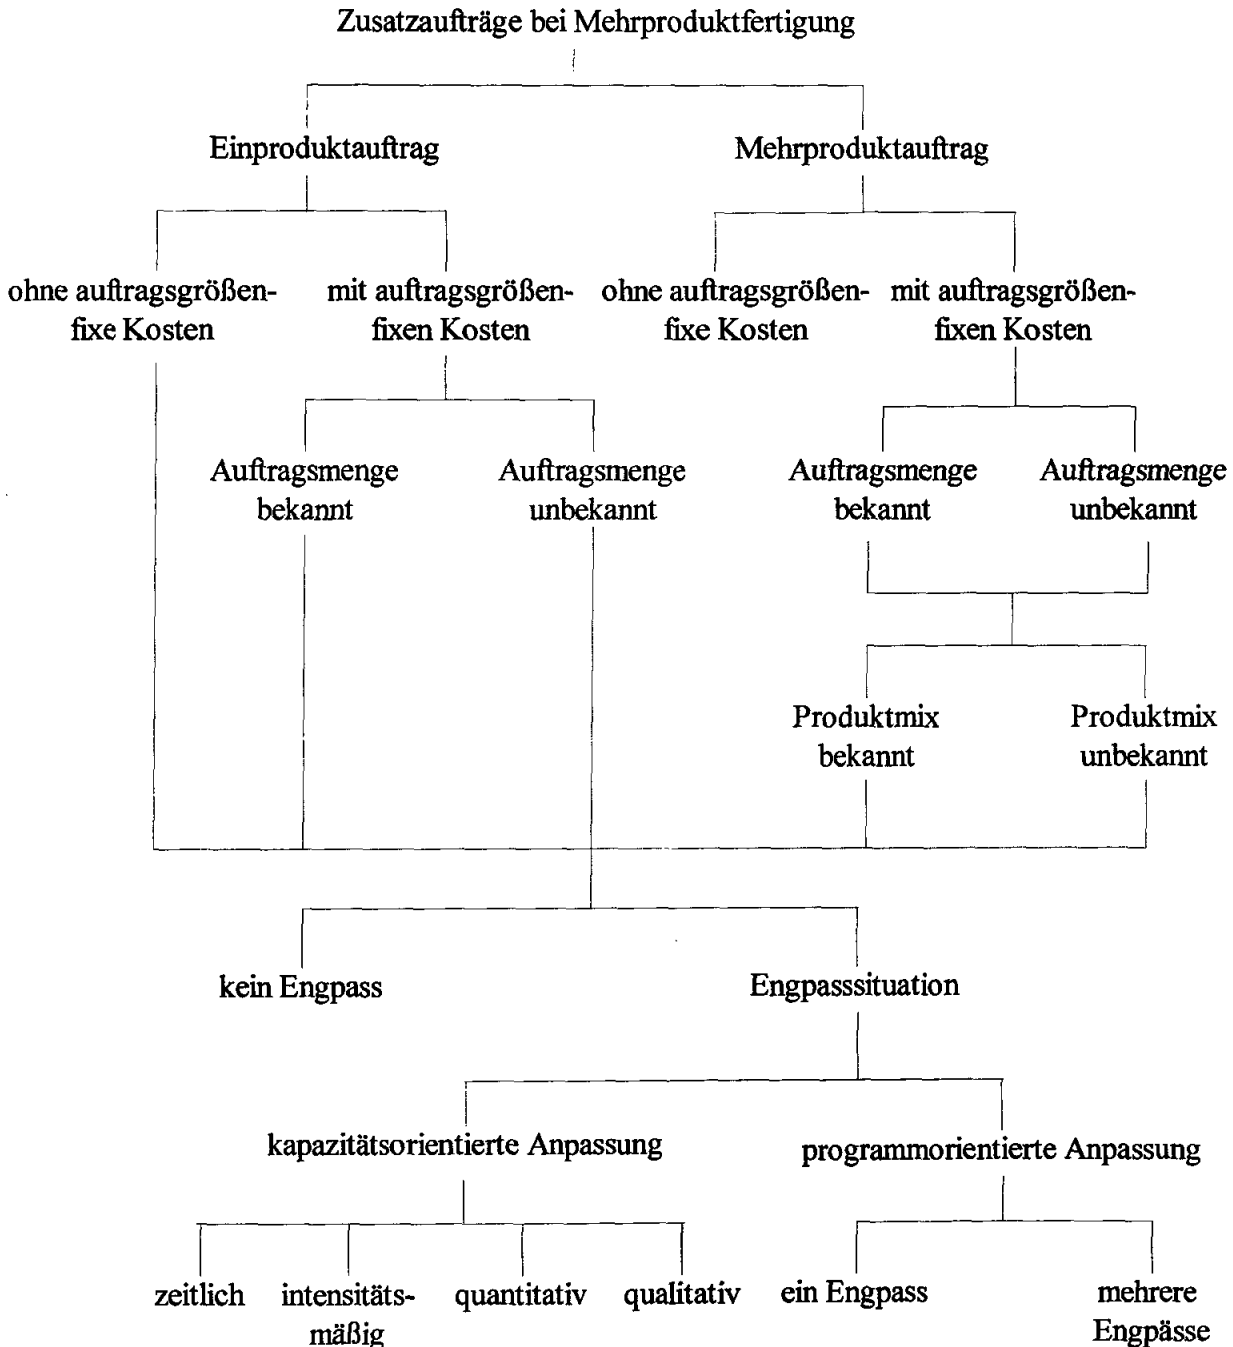 Zusatzaufträge bei Mehrproduktfertigung
Einproduktauftrag
Mehrproduktauftrag
ohne auftragsgrößen-
fixe Kosten
mit auftragsgrößen-
fixen Kosten
ohne auftragsgrößen-
fixe Kosten
mit auftragsgrößen-
fixen Kosten
Auftragsmenge
bekannt
Auftragsmenge
unbekannt
Auftragsmenge
bekannt
Auftragsmenge
unbekannt
Produktmix
bekannt
Produktmix
unbekannt
kein Engpass
Engpasssituation
kapazitätsorientierte Anpassung
programmorientierte Anpassung
zeitlich
intensitäts-
mäßig
quantitativ
qualitativ
ein Engpass
mehrere
Engpässe